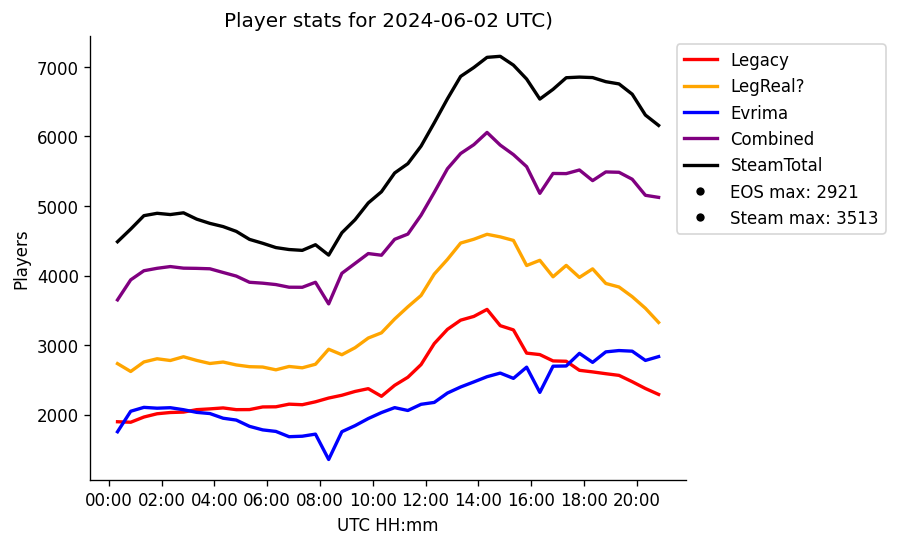 Player stats for 2024-06-02 UTC)
Players
7000
6000
5000
4000
3000
2000
00:00 02:00 04:00 06:00 08:00 10:00 12:00 14:00 16:00 18:00 20:00
UTC HH:mm
Legacy
LegReal?
Evrima
Combined
SteamTotal
EOS max: 2921
Steam max: 3513